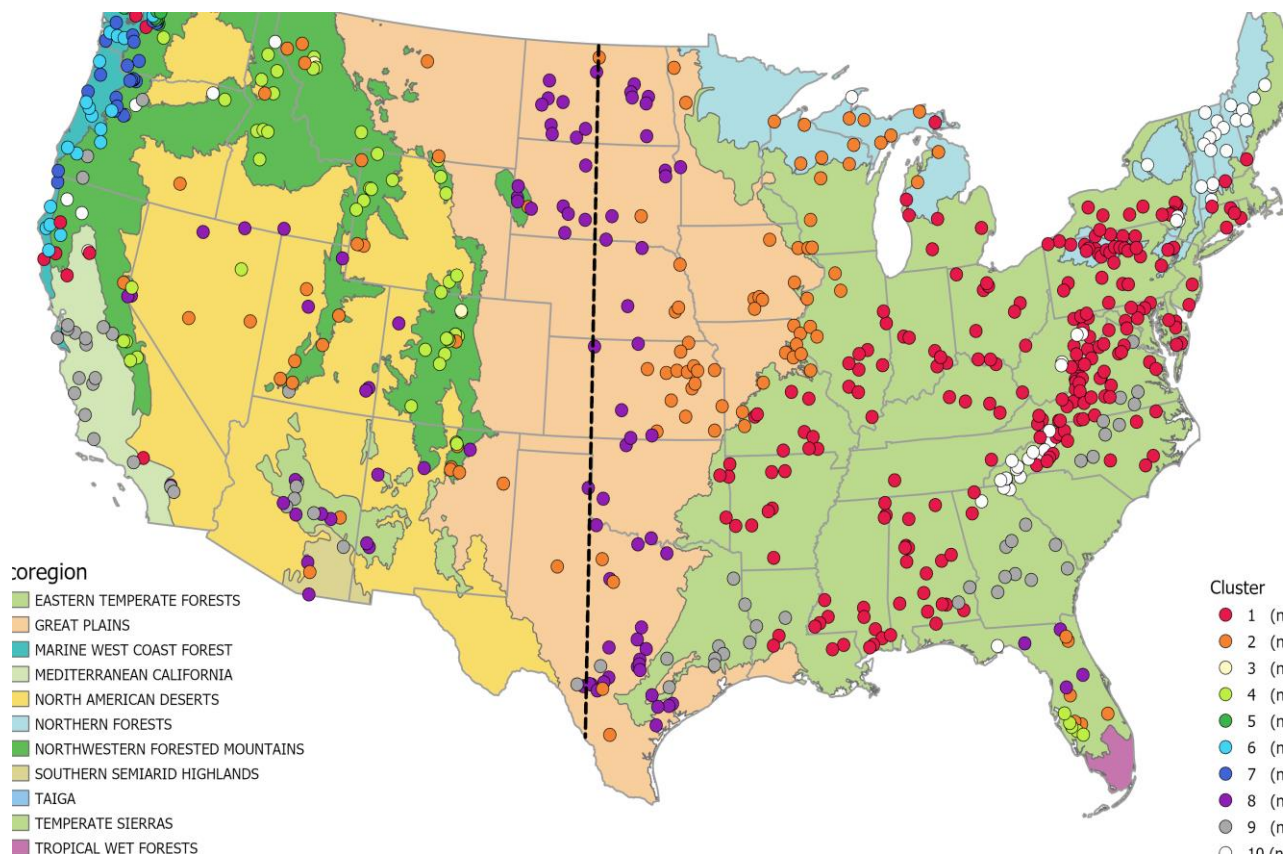 coregion
EASTERN TEMPERATE FORESTS
GREAT PLAINS
MARINE WEST COAST FOREST
MEDITERRANEAN CALIFORNIA
NORTH AMERICAN DESERTS
NORTHERN FORESTS
NORTHWESTERN FORESTED MOUNTAINS
SOUTHERN SEMIARID HIGHLANDS
TAIGA
TEMPERATE SIERRAS
TROPICAL WET FORESTS
Cluster
1 (n
2 (n
3 (n
4 (n
5 (n
6 (n
7 (n
8 (n
9 (n
10 (n